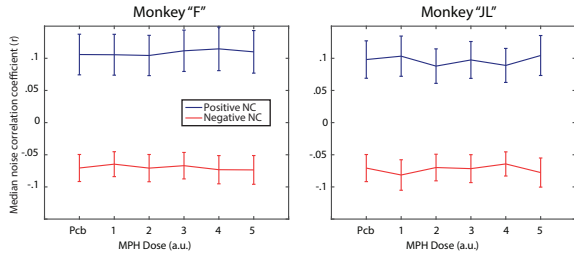 Monkey "F"
Median noise correlation coefficient (r)
.1
.05
0
-.05
-.1
Positive NC
Negative NC
Pcb 1 2 3 4 5
MPH Dose (a.u.)
Monkey "JL"
.1
.05
0
-.05
-.1
Pcb 1 2 3 4 5
MPH Dose (a.u.)